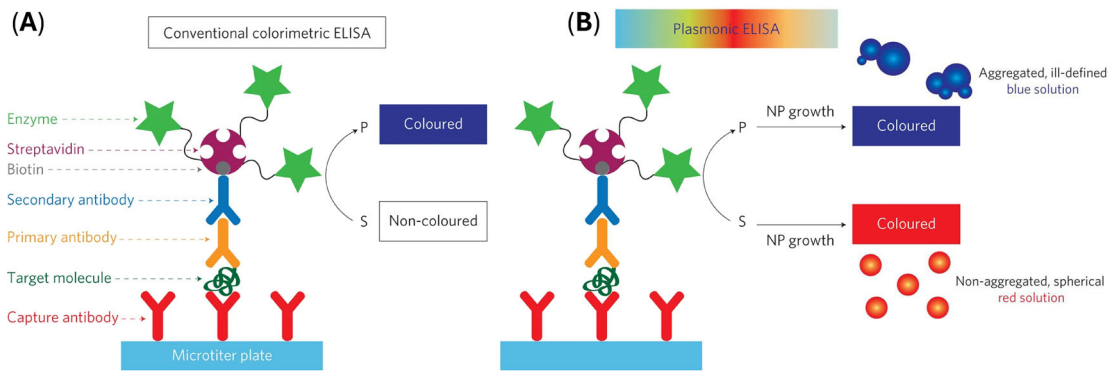 (A)
Conventional colorimetric ELISA
Enzyme
Streptavidin
Biotin
Secondary antibody
Primary antibody
Target molecule
Capture antibody
Microtiter plate
P
Coloured
S
Non-coloured
(B)
Plasmonic ELISA
P
NP growth
Coloured
Aggregated, ill-defined
blue solution
S
NP growth
Coloured
Non-aggregated, spherical
red solution